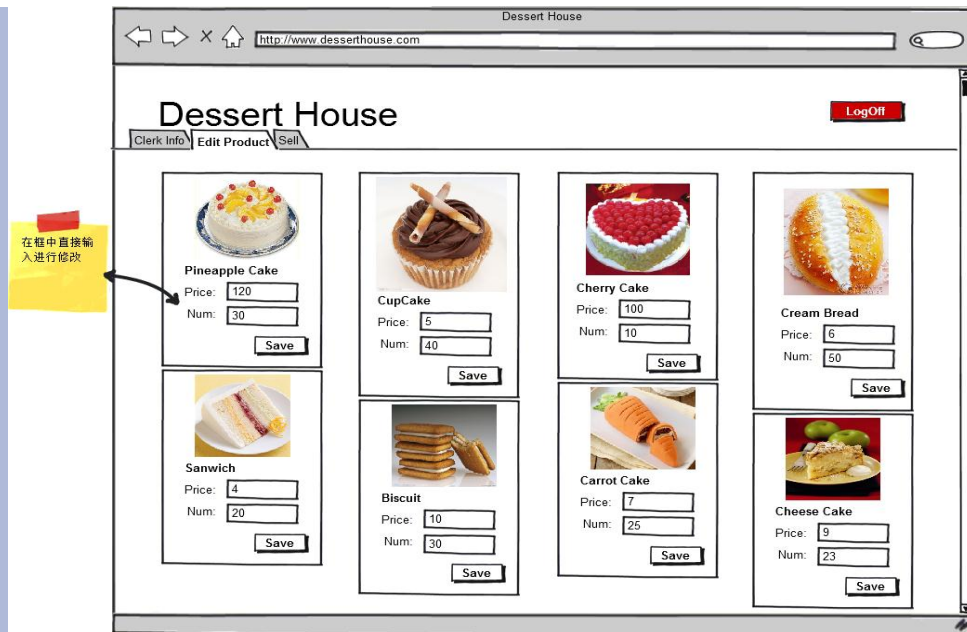 Dessert House
http://www.desserthouse.com
Dessert House
LogOff
Clerk Info
Edit Product
Sell
在框中直接输
入进行修改
Pineapple Cake
Price: 120
Num: 30
Save
CupCake
Price: 5
Num: 40
Save
Cherry Cake
Price: 100
Num: 10
Save
Cream Bread
Price: 6
Num: 50
Save
Sanwich
Price: 4
Num: 20
Save
Biscuit
Price: 10
Num: 30
Save
Carrot Cake
Price: 7
Num: 25
Save
Cheese Cake
Price: 9
Num: 23
Save